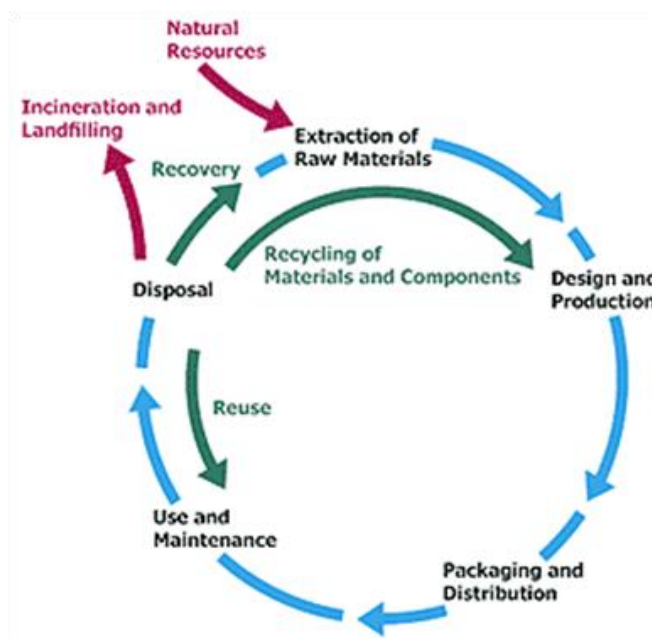 Natural
Resources
Incineration and
Landfilling
Extraction of
Raw Materials
Recovery
Recycling of
Materials and Components
Disposal
Design and
Production
Reuse
Use and
Maintenance
Packaging and
Distribution